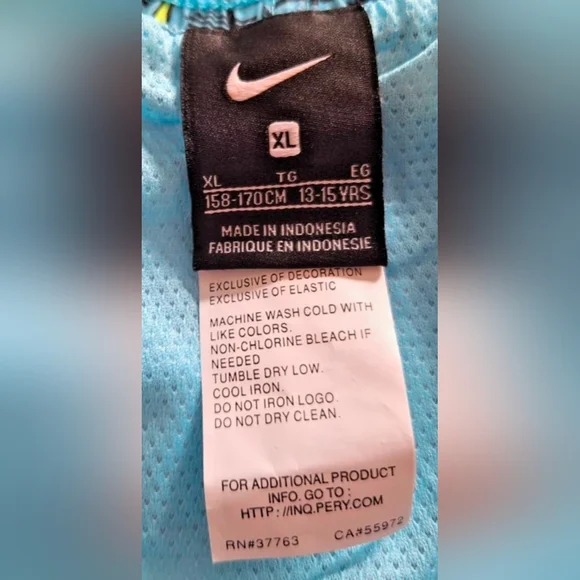 XL
XL TG EG
158-170CM 13-15YRS
MADE IN INDONESIA
FABRIQUE EN INDONESIE
EXCLUSIVE OF DECORATION
EXCLUSIVE OF ELASTIC
MACHINE WASH COLD WITH
LIKE COLORS.
NON-CHLORINE BLEACH IF
NEEDED
TUMBLE DRY LOW.
COOL IRON.
DO NOT IRON LOGO.
DO NOT DRY CLEAN.
FOR ADDITIONAL PRODUCT
INFO. GO TO :
HTTP: //INQ.PERY.COM
RN#37763 CA#55972